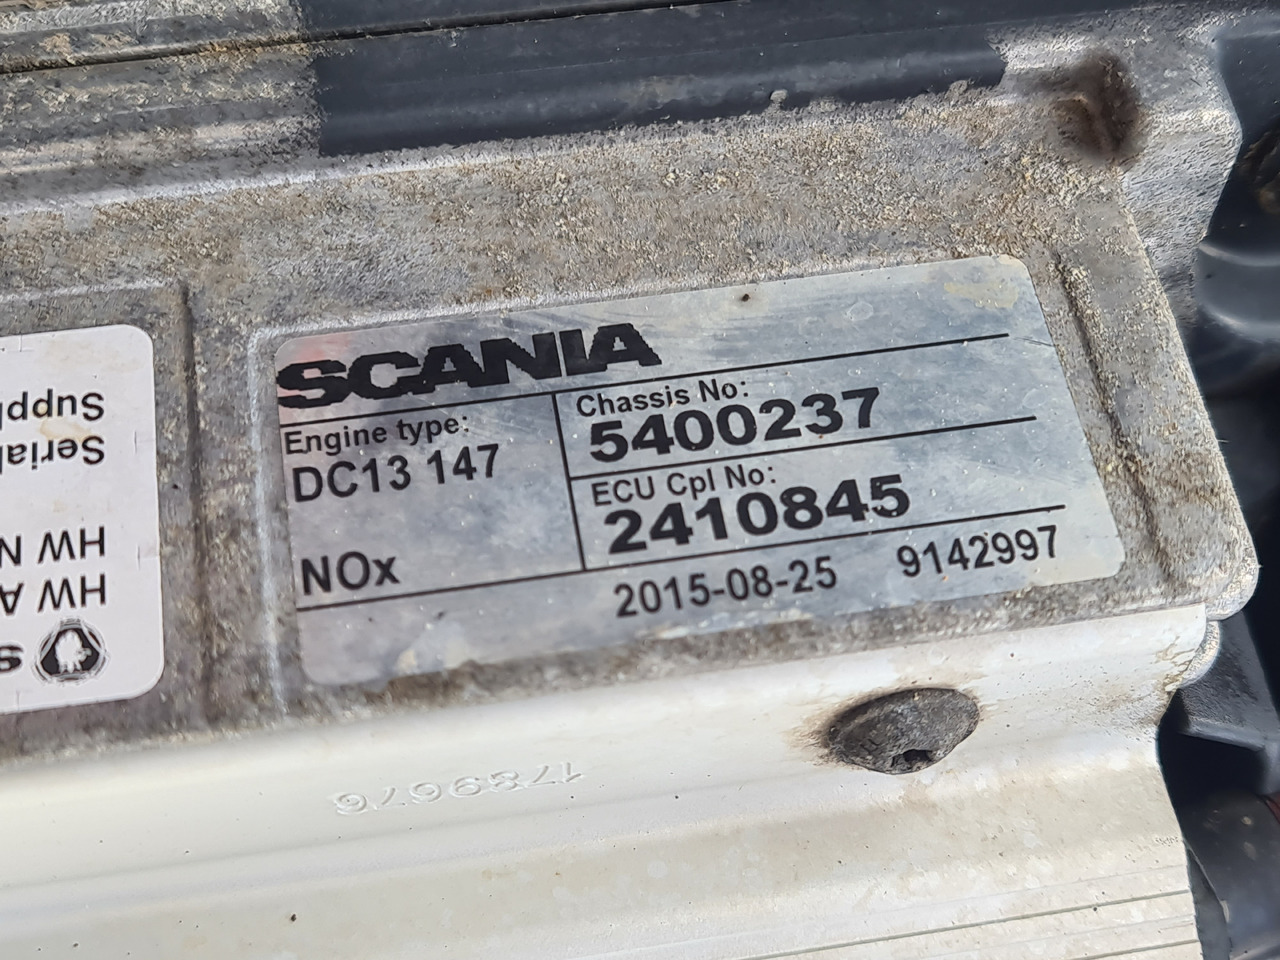 SCANIA
Engine type:
DC13 147
NOx
Chassis No:
5400237
ECU Cpl No:
2410845
2015-08-25 9142997
HW A
HW N
Serial
Suppl
1789676